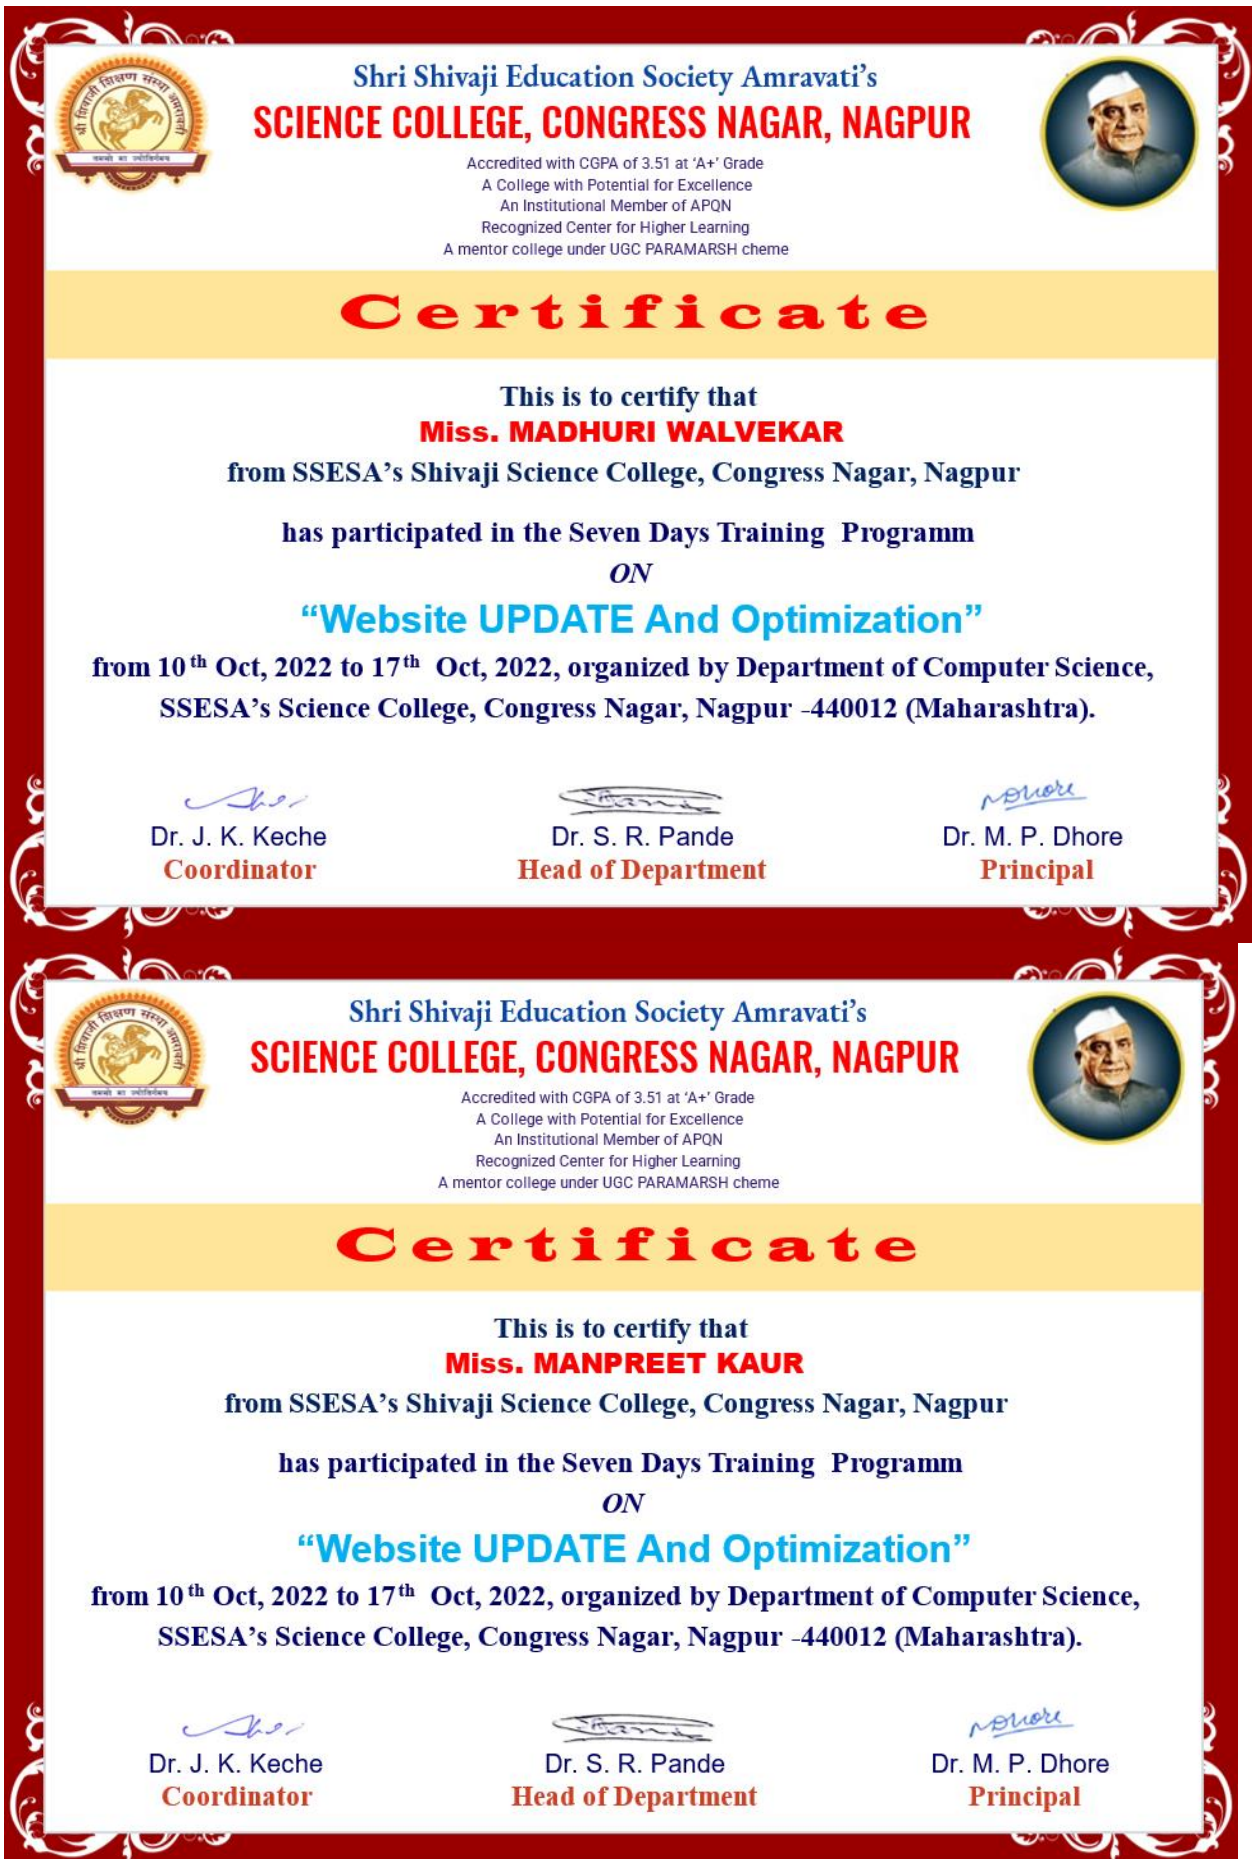 श्री शिवाजी शिक्षण संस्था अमरावती
तमसो मा ज्योतिर्गमय
Shri Shivaji Education Society Amravati’s
SCIENCE COLLEGE, CONGRESS NAGAR, NAGPUR
Accredited with CGPA of 3.51 at ‘A+’ Grade
A College with Potential for Excellence
An Institutional Member of APQN
Recognized Center for Higher Learning
A mentor college under UGC PARAMARSH cheme
Certificate
This is to certify that
Miss. MADHURI WALVEKAR
from SSESA’s Shivaji Science College, Congress Nagar, Nagpur
has participated in the Seven Days Training Programm
ON
“Website UPDATE And Optimization”
from 10th Oct, 2022 to 17th Oct, 2022, organized by Department of Computer Science,
SSESA’s Science College, Congress Nagar, Nagpur -440012 (Maharashtra).
Dr. J. K. Keche Dr. S. R. Pande Dr. M. P. Dhore
Coordinator Head of Department Principal
श्री शिवाजी शिक्षण संस्था अमरावती
तमसो मा ज्योतिर्गमय
Shri Shivaji Education Society Amravati’s
SCIENCE COLLEGE, CONGRESS NAGAR, NAGPUR
Accredited with CGPA of 3.51 at ‘A+’ Grade
A College with Potential for Excellence
An Institutional Member of APQN
Recognized Center for Higher Learning
A mentor college under UGC PARAMARSH cheme
Certificate
This is to certify that
Miss. MANPREET KAUR
from SSESA’s Shivaji Science College, Congress Nagar, Nagpur
has participated in the Seven Days Training Programm
ON
“Website UPDATE And Optimization”
from 10th Oct, 2022 to 17th Oct, 2022, organized by Department of Computer Science,
SSESA’s Science College, Congress Nagar, Nagpur -440012 (Maharashtra).
Dr. J. K. Keche Dr. S. R. Pande Dr. M. P. Dhore
Coordinator Head of Department Principal